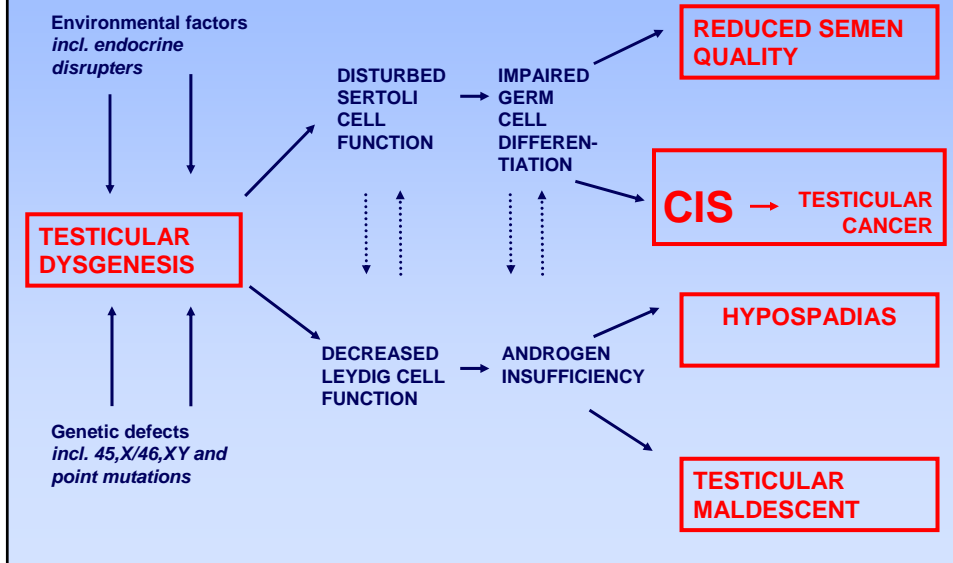 Environmental factors
incl. endocrine
disrupters
DISTURBED
SERTOLI
CELL
FUNCTION
IMPAIRED
GERM
CELL
DIFFEREN-
TIATION
REDUCED SEMEN
QUALITY
CIS
TESTICULAR
CANCER
TESTICULAR
DYSGENESIS
HYPOSPADIAS
DECREASED
LEYDIG CELL
FUNCTION
ANDROGEN
INSUFFICIENCY
Genetic defects
incl. 45,X/46,XY and
point mutations
TESTICULAR
MALDESCENT